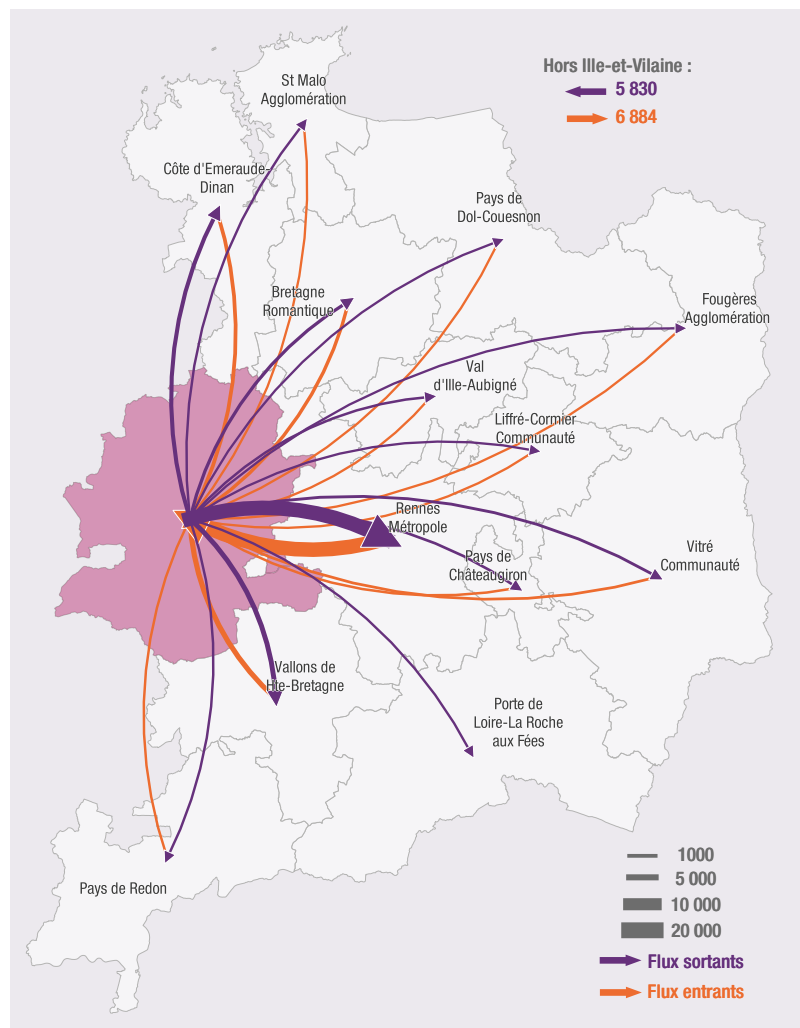 Hors Ille-et-Vilaine :
5 830
6 884
St Malo
Agglomération
Côte d'Emeraude-
Dinan
Pays de
Dol-Couesnon
Bretagne
Romantique
Fougères
Agglomération
Val
d'Ille-Aubigné
Liffré-Cormier
Communauté
Rennes
Métropole
Pays de
Châteaugiron
Vitré
Communauté
Vallons de
Hte-Bretagne
Porte de
Loire-La Roche
aux Fées
Pays de Redon
1000
5 000
10 000
20 000
Flux sortants
Flux entrants